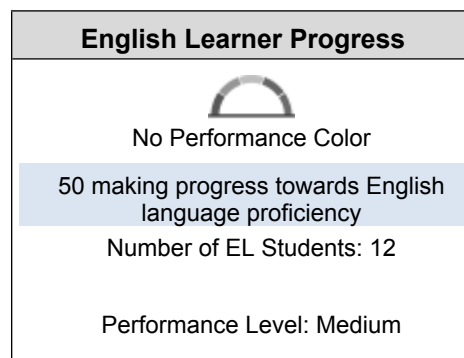 English Learner Progress
No Performance Color
50 making progress towards English
language proficiency
Number of EL Students: 12
Performance Level: Medium